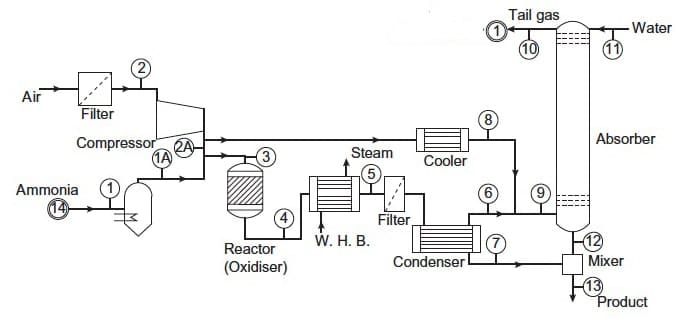 Tail gas
1
Water
10
11
2
Air
Filter
8
Compressor
2A
Absorber
1A
3
Steam
Cooler
5
Ammonia
1
6
9
14
4
Filter
W. H. B.
7
12
Reactor
(Oxidiser)
Condenser
Mixer
13
Product